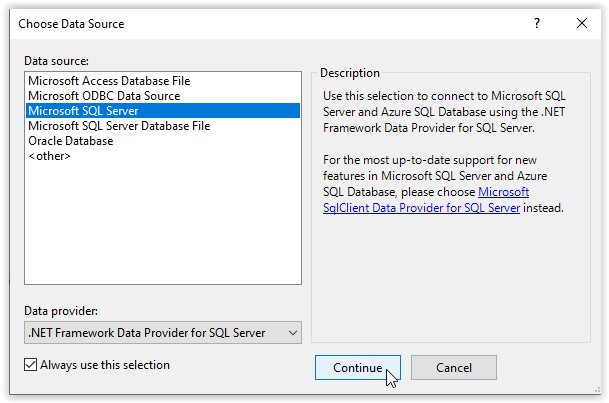 Choose Data Source
?
Data source:
Microsoft Access Database File
Microsoft ODBC Data Source
Microsoft SQL Server
Microsoft SQL Server Database File
Oracle Database
<other>
Data provider:
.NET Framework Data Provider for SQL Server
Always use this selection
Description
Use this selection to connect to Microsoft SQL
Server and Azure SQL Database using the .NET
Framework Data Provider for SQL Server.
For the most up-to-date support for new
features in Microsoft SQL Server and Azure
SQL Database, please choose Microsoft
SqlClient Data Provider for SQL Server instead.
Continue
Cancel